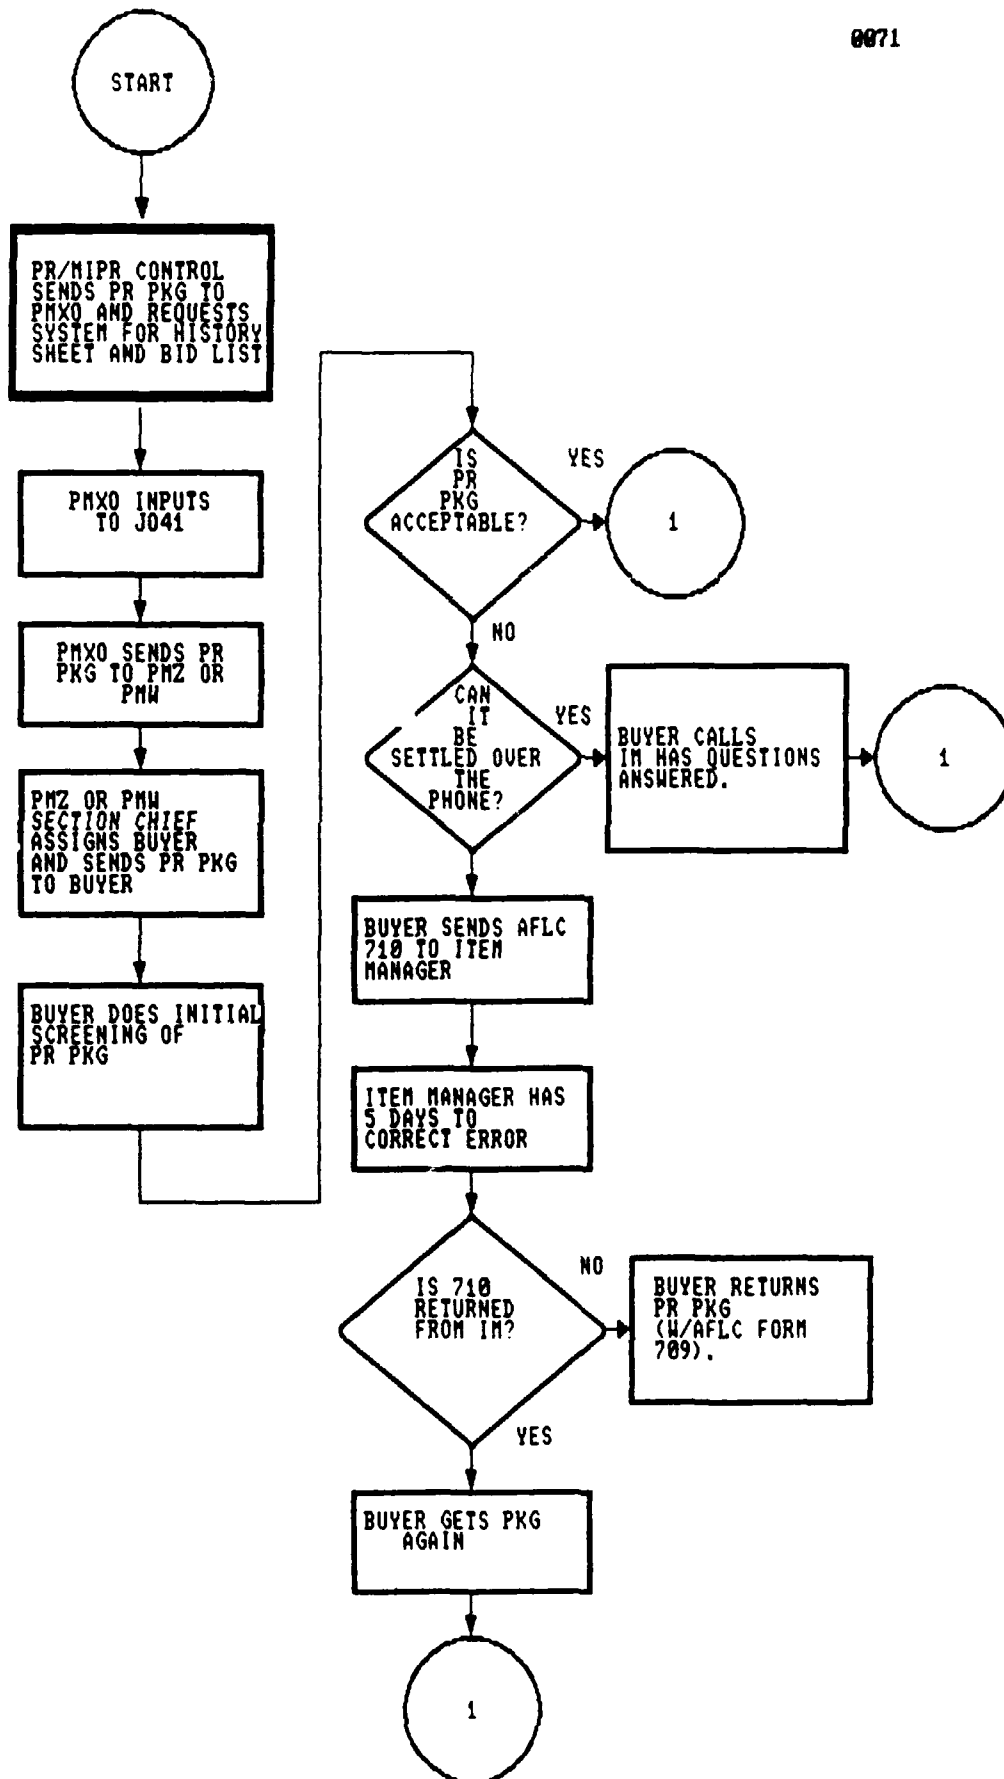 0071
START
PR/MIPR CONTROL
SENDS PR PKG TO
PMXO AND REQUESTS
SYSTEM FOR HISTORY
SHEET AND BID LIST
PMXO INPUTS
TO J041
PMXO SENDS PR
PKG TO PMZ OR
PMW
PMZ OR PMW
SECTION CHIEF
ASSIGNS BUYER
AND SENDS PR PKG
TO BUYER
BUYER DOES INITIAL
SCREENING OF
PR PKG
IS
PR
PKG
ACCEPTABLE?
YES
1
NO
CAN
IT
BE
SETTLED OVER
THE
PHONE?
YES
BUYER CALLS
IM HAS QUESTIONS
ANSWERED.
1
BUYER SENDS AFLC
710 TO ITEM
MANAGER
ITEM MANAGER HAS
5 DAYS TO
CORRECT ERROR
IS 710
RETURNED
FROM IM?
NO
BUYER RETURNS
PR PKG
(W/AFLC FORM
709).
YES
BUYER GETS PKG
AGAIN
1